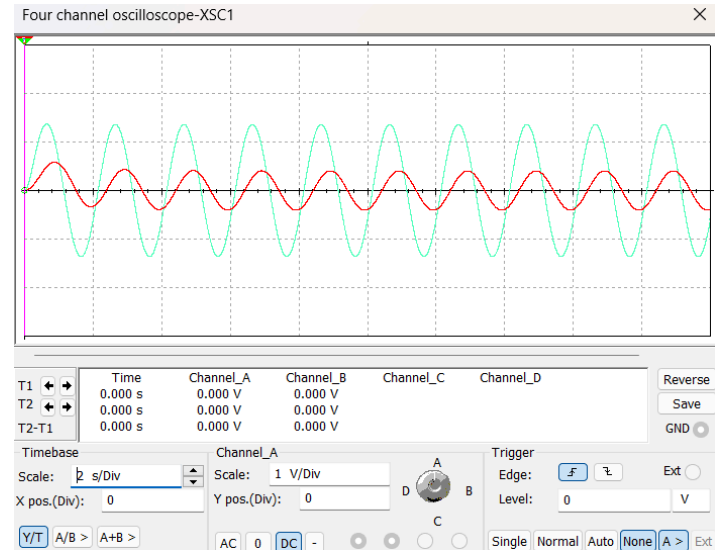 Four channel oscilloscope-XSC1
Time Channel_A Channel_B Channel_C Channel_D
T1 0.000 s 0.000 V 0.000 V
T2 0.000 s 0.000 V 0.000 V
T2-T1 0.000 s 0.000 V 0.000 V
Reverse
Save
GND
Timebase
Scale: 2 s/Div
X pos.(Div): 0
Y/T A/B > A+B >
Channel_A
Scale: 1 V/Div
Y pos.(Div): 0
AC 0 DC -
A
D B
C
Trigger
Edge: Ext
Level: 0 V
Single Normal Auto None A > Ext